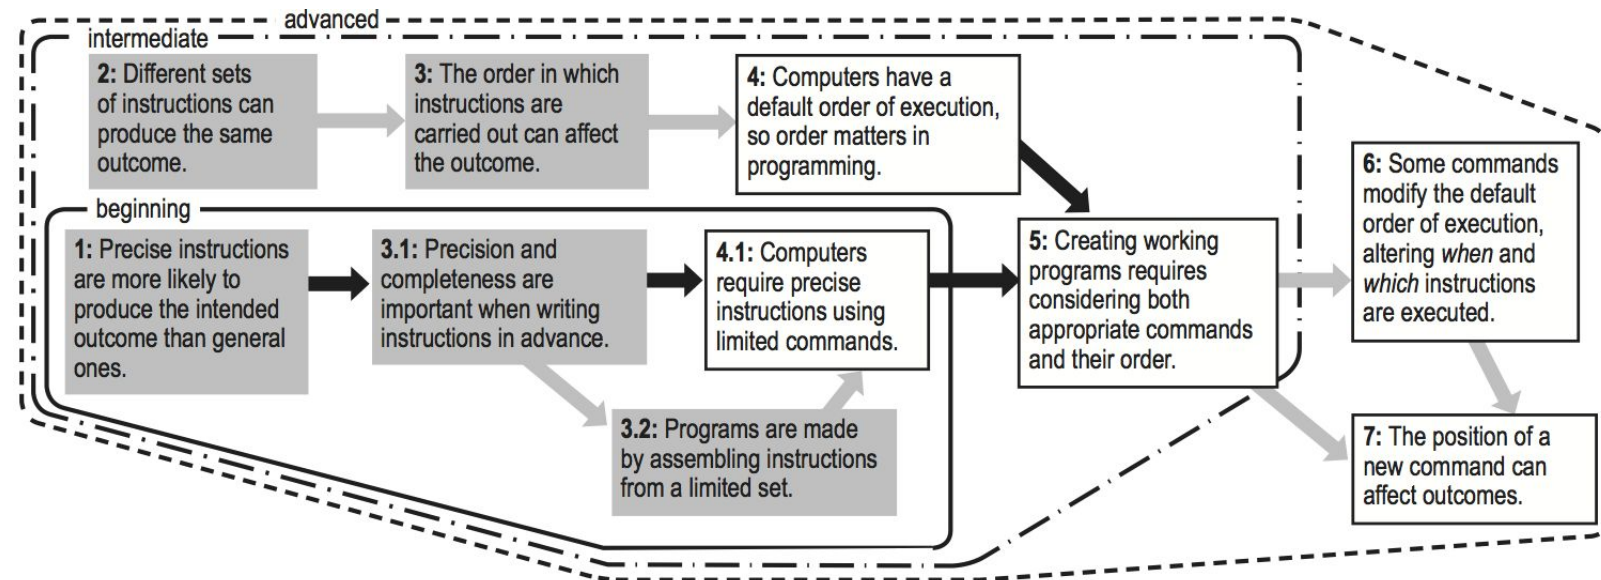 advanced
intermediate
2: Different sets
of instructions can
produce the same
outcome.
3: The order in which
instructions are
carried out can affect
the outcome.
4: Computers have a
default order of execution,
so order matters in
programming.
beginning
1: Precise instructions
are more likely to
produce the intended
outcome than general
ones.
3.1: Precision and
completeness are
important when writing
instructions in advance.
4.1: Computers
require precise
instructions using
limited commands.
3.2: Programs are made
by assembling instructions
from a limited set.
5: Creating working
programs requires
considering both
appropriate commands
and their order.
6: Some commands
modify the default
order of execution,
altering when and
which instructions
are executed.
7: The position of a
new command can
affect outcomes.